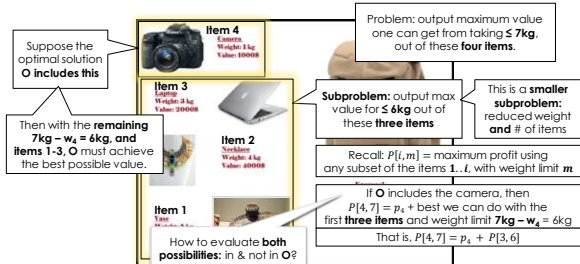 Item 4
Camera
Weight: 1 kg
Value: 1000$
Problem: output maximum value
one can get from taking ≤ 7kg,
out of these four items.
Suppose the
optimal solution
O includes this
Item 3
Laptop
Weight: 3 kg
Value: 2000$
Subproblem: output max
value for ≤ 6kg out of
these three items
This is a smaller
subproblem:
reduced weight
and # of items
Then with the remaining
7kg – w₄ = 6kg, and
items 1-3, O must achieve
the best possible value.
Item 2
Necklace
Weight: 4 kg
Value: 4000$
Recall: P[i,m] = maximum profit using
any subset of the items 1..i, with weight limit m
If O includes the camera, then
P[4,7] = p₄ + best we can do with the
first three items and weight limit 7kg – w₄ = 6kg
That is, P[4,7] = p₄ + P[3,6]
Item 1
Vase
How to evaluate both
possibilities: in & not in O?